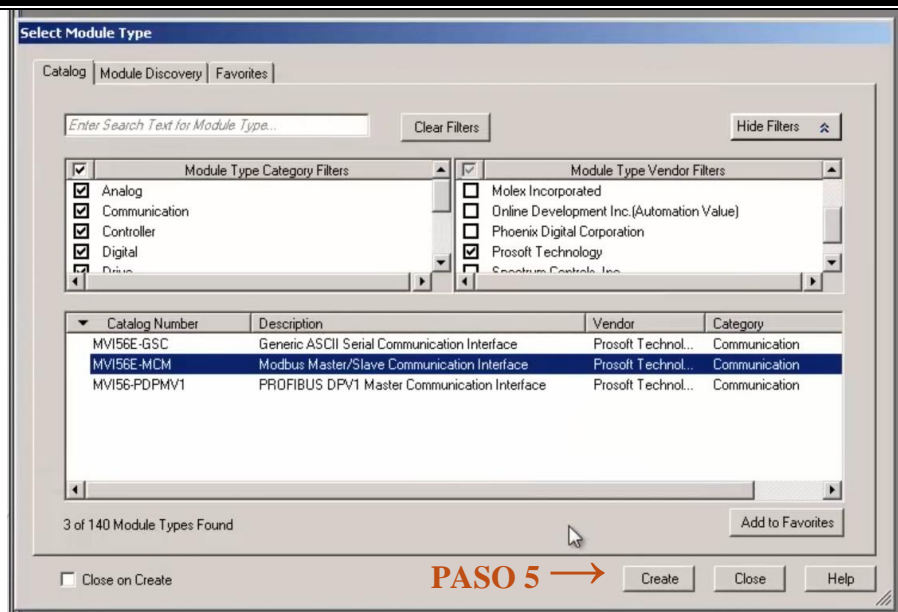 Select Module Type
Catalog Module Discovery Favorites
Enter Search Text for Module Type...
Clear Filters
Hide Filters
Module Type Category Filters
Analog
Communication
Controller
Digital
Drive
Module Type Vendor Filters
Molex Incorporated
Online Development Inc.(Automation Value)
Phoenix Digital Corporation
Prosoft Technology
Spectrum Controls, Inc.
Catalog Number Description Vendor Category
MVI56E-GSC Generic ASCII Serial Communication Interface Prosoft Technol... Communication
MVI56E-MCM Modbus Master/Slave Communication Interface Prosoft Technol... Communication
MVI56-PDPMV1 PROFIBUS DPV1 Master Communication Interface Prosoft Technol... Communication
3 of 140 Module Types Found
Add to Favorites
Close on Create
PASO 5 →
Create Close Help